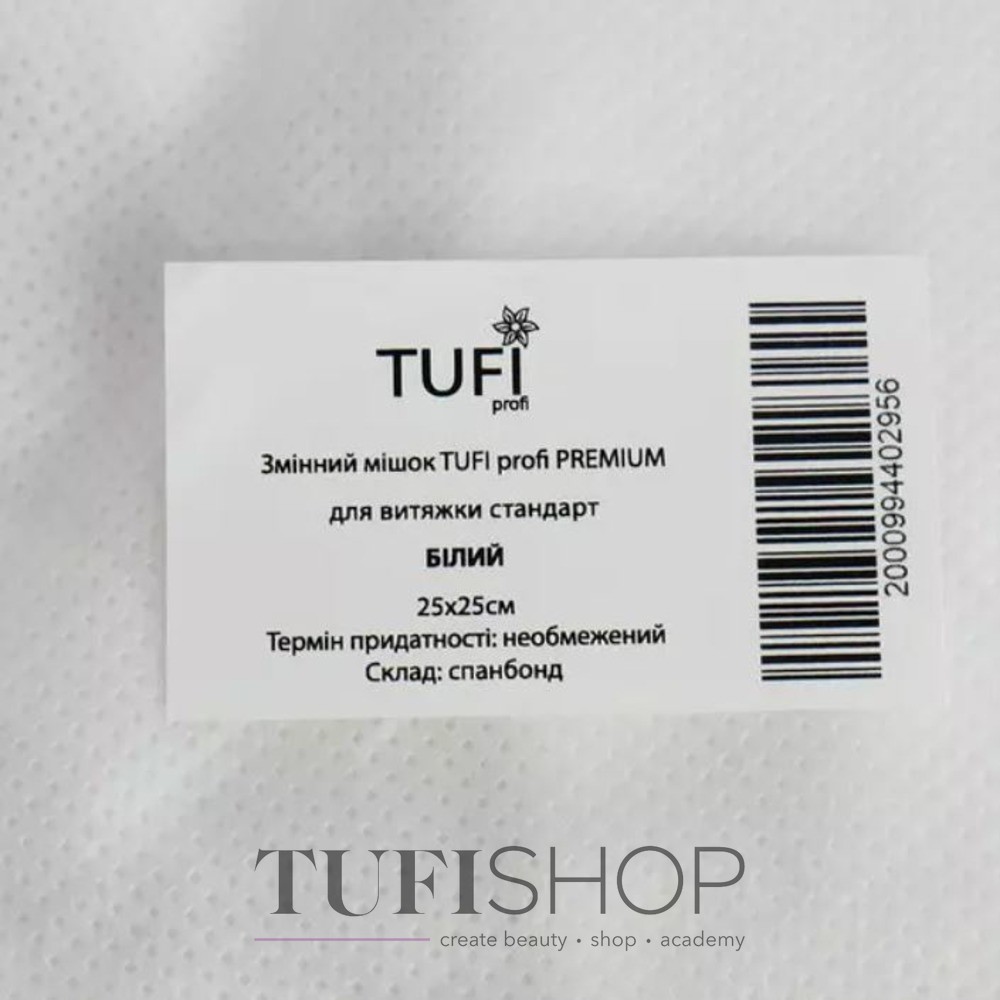 TUFI
profi
Змінний мішок TUFI profi PREMIUM
для витяжки стандарт
БІЛИЙ
25х25см
Термін придатності: необмежений
Склад: спанбонд
2000994402956
TUFISHOP
create beauty • shop • academy